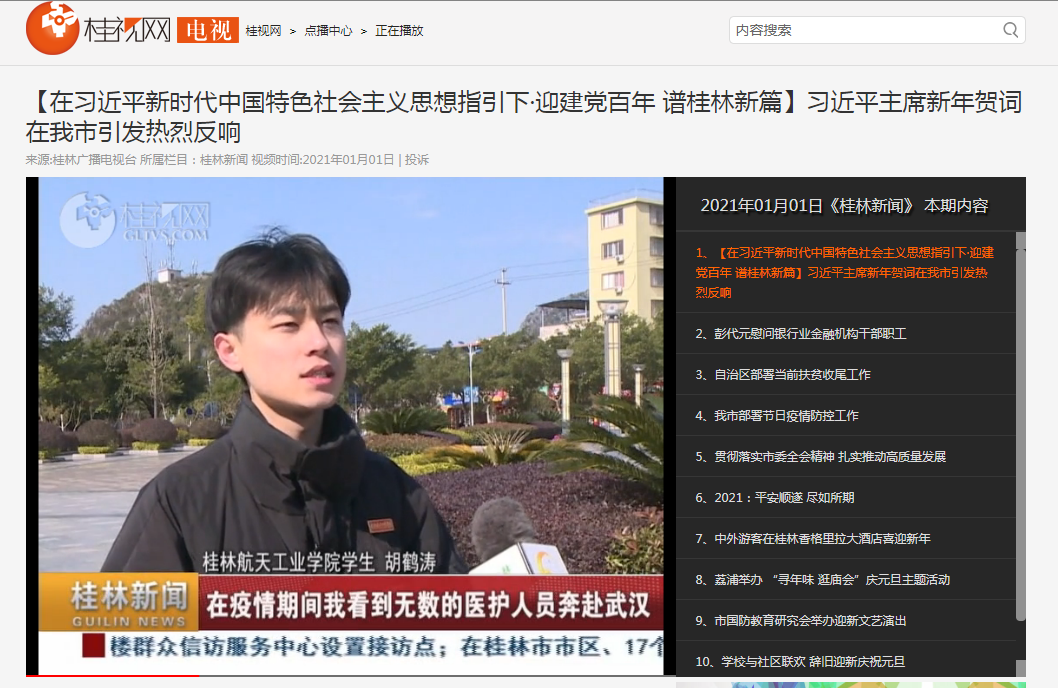 桂视网 电视 桂视网 > 点播中心 > 正在播放
内容搜索
【在习近平新时代中国特色社会主义思想指引下·迎建党百年 谱桂林新篇】习近平主席新年贺词
在我市引发热烈反响
来源:桂林广播电视台 所属栏目：桂林新闻 视频时间:2021年01月01日 | 投诉
桂视网
GLTVS.COM
桂林航天工业学院学生 胡鹤涛
桂林新闻
GUILIN NEWS
在疫情期间我看到无数的医护人员奔赴武汉
楼群众信访服务中心设置接访点；在桂林市市区、17个
2021年01月01日《桂林新闻》 本期内容
1、【在习近平新时代中国特色社会主义思想指引下·迎建
党百年 谱桂林新篇】习近平主席新年贺词在我市引发热
烈反响
2、彭代元慰问银行业金融机构干部职工
3、自治区部署当前扶贫收尾工作
4、我市部署节日疫情防控工作
5、贯彻落实市委全会精神 扎实推动高质量发展
6、2021：平安顺遂 尽如所期
7、中外游客在桂林香格里拉大酒店喜迎新年
8、荔浦举办 “寻年味 逛庙会”庆元旦主题活动
9、市国防教育研究会举办迎新文艺演出
10、学校与社区联欢 辞旧迎新庆祝元旦